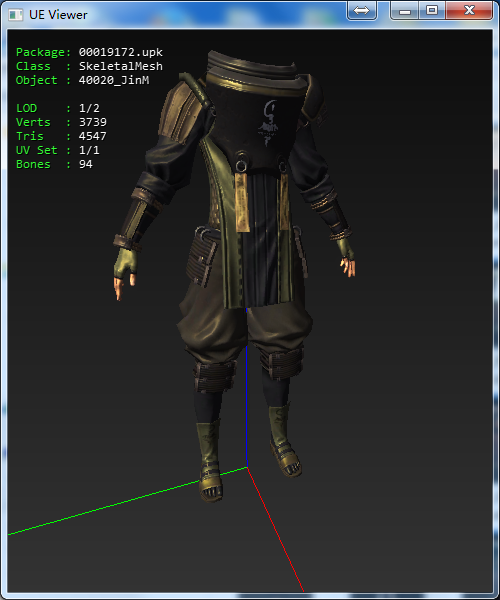 UE Viewer
Package: 00019172.upk
Class : SkeletalMesh
Object : 40020_JinM
LOD : 1/2
Verts : 3739
Tris : 4547
UV Set : 1/1
Bones : 94